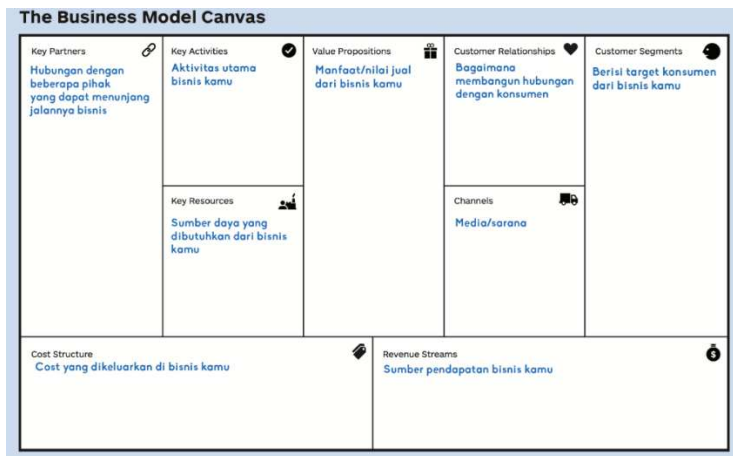 The Business Model Canvas
Key Partners
Hubungan dengan
beberapa pihak
yang dapat menunjang
jalannya bisnis
Key Activities
Aktivitas utama
bisnis kamu
Key Resources
Sumber daya yang
dibutuhkan dari bisnis
kamu
Value Propositions
Manfaat/nilai jual
dari bisnis kamu
Customer Relationships
Bagaimana
membangun hubungan
dengan konsumen
Channels
Media/sarana
Customer Segments
Berisi target konsumen
dari bisnis kamu
Cost Structure
Cost yang dikeluarkan di bisnis kamu
Revenue Streams
Sumber pendapatan bisnis kamu
$